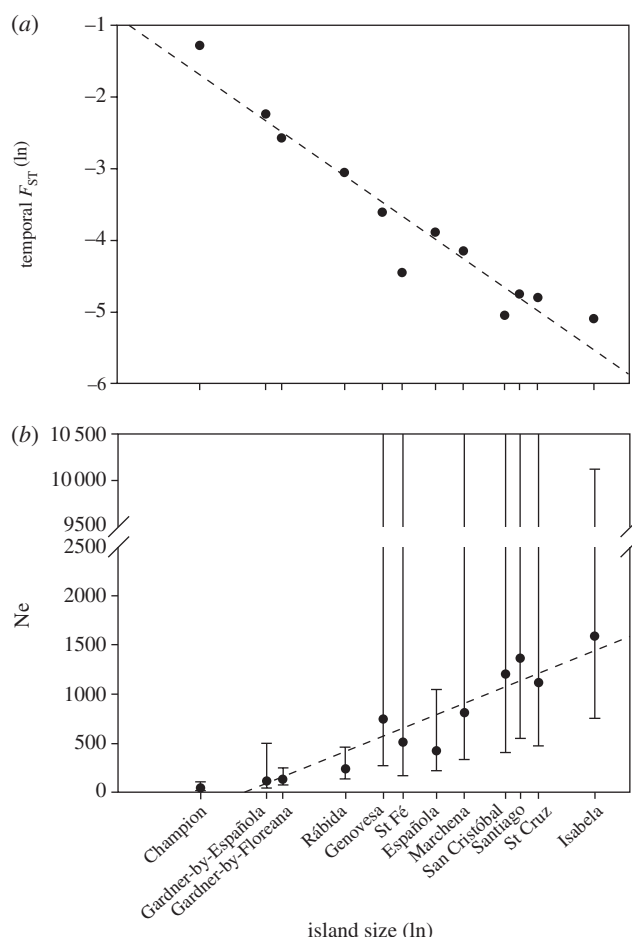 (a)
–1
–2
–3
–4
–5
–6
temporal F_ST (ln)
(b)
10 500
10 000
9500
2500
2000
1500
1000
500
0
Ne
Champion
Gardner-by-Española
Gardner-by-Floreana
Rábida
Genovesa
St Fé
Española
Marchena
San Cristóbal
Santiago
St Cruz
Isabela
island size (ln)